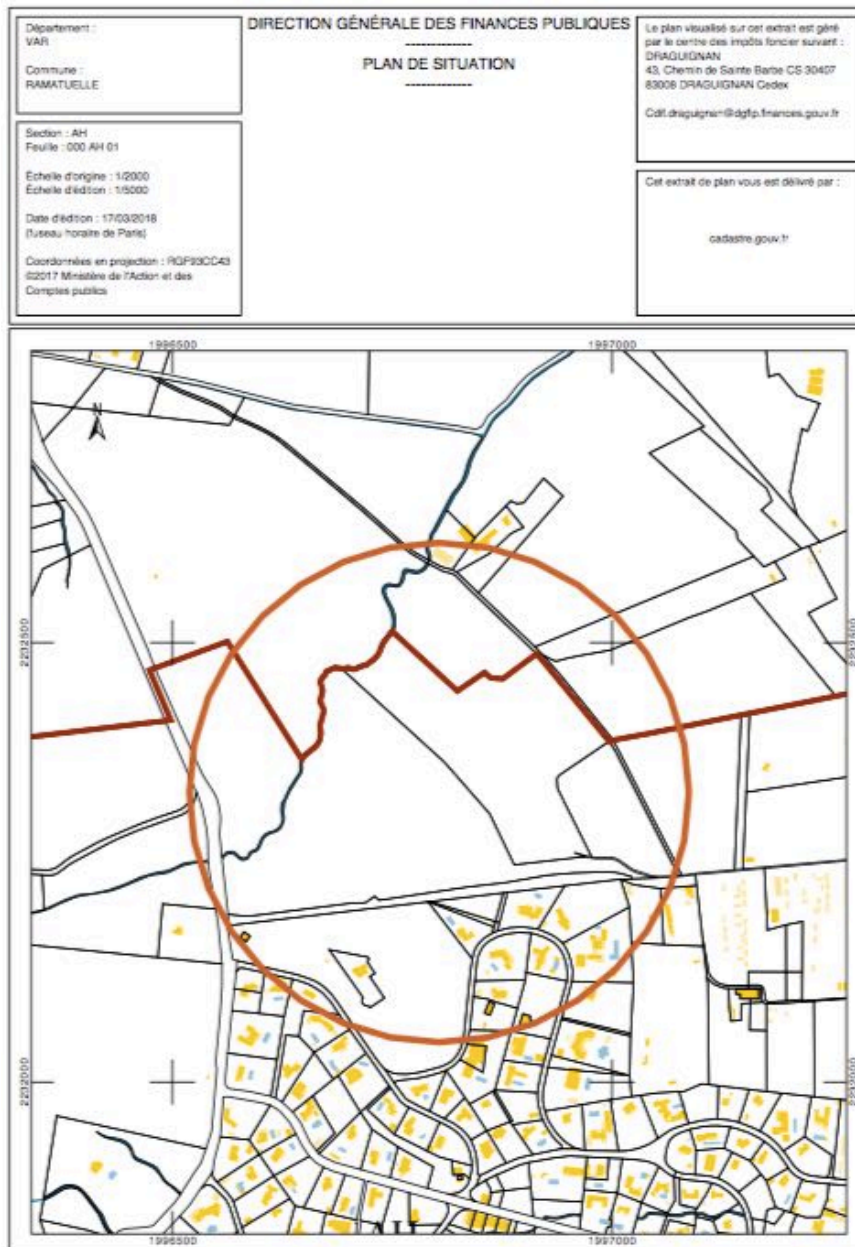 Département :
VAR
Commune :
RAMATUELLE
Section : AH
Feuille : 000 AH 01
Échelle d'origine : 1/2000
Échelle d'édition : 1/5000
Date d'édition : 17/03/2018
(fuseau horaire de Paris)
Coordonnées en projection : RGF93CC43
©2017 Ministère de l'Action et des
Comptes publics
DIRECTION GÉNÉRALE DES FINANCES PUBLIQUES
-------------
PLAN DE SITUATION
-------------
Le plan visualisé sur cet extrait est géré
par le centre des impôts foncier suivant :
DRAGUIGNAN
43, Chemin de Sainte Barbe CS 30407
83008 DRAGUIGNAN Cedex
Cdif.draguignan@dgfip.finances.gouv.fr
Cet extrait de plan vous est délivré par :
cadastre.gouv.fr
1996500
1997000
N
2232500
2232500
2232000
2232000
AH
1996500
1997000